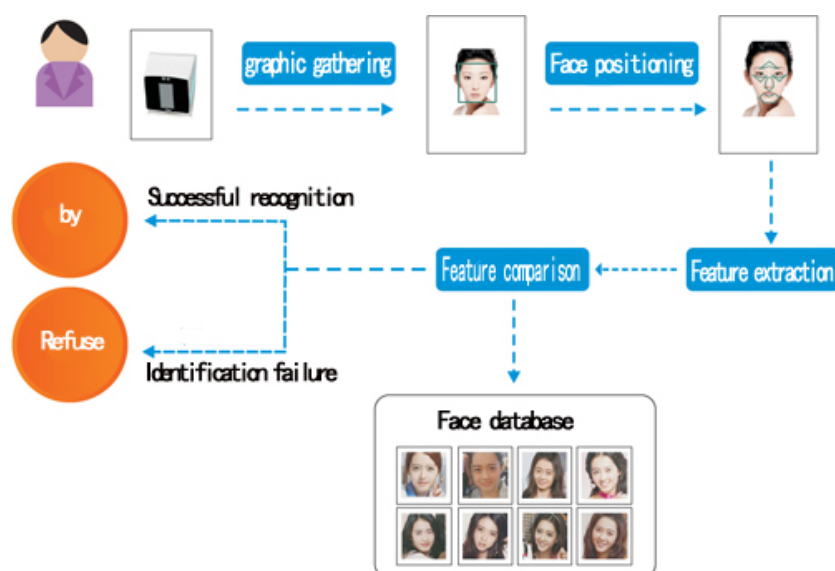 graphic gathering
Face positioning
Successful recognition
by
Feature comparison
Feature extraction
Refuse
Identification failure
Face database